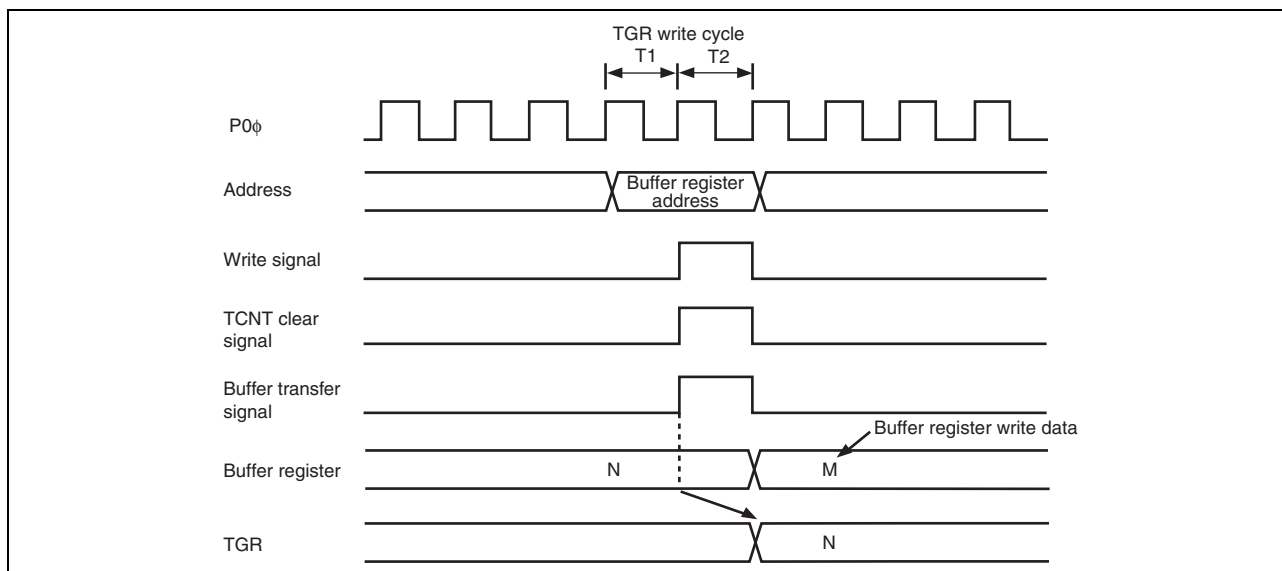 TGR write cycle
T1 T2
P0ϕ
Address
Buffer register
address
Write signal
TCNT clear
signal
Buffer transfer
signal
Buffer register write data
Buffer register N M
TGR N